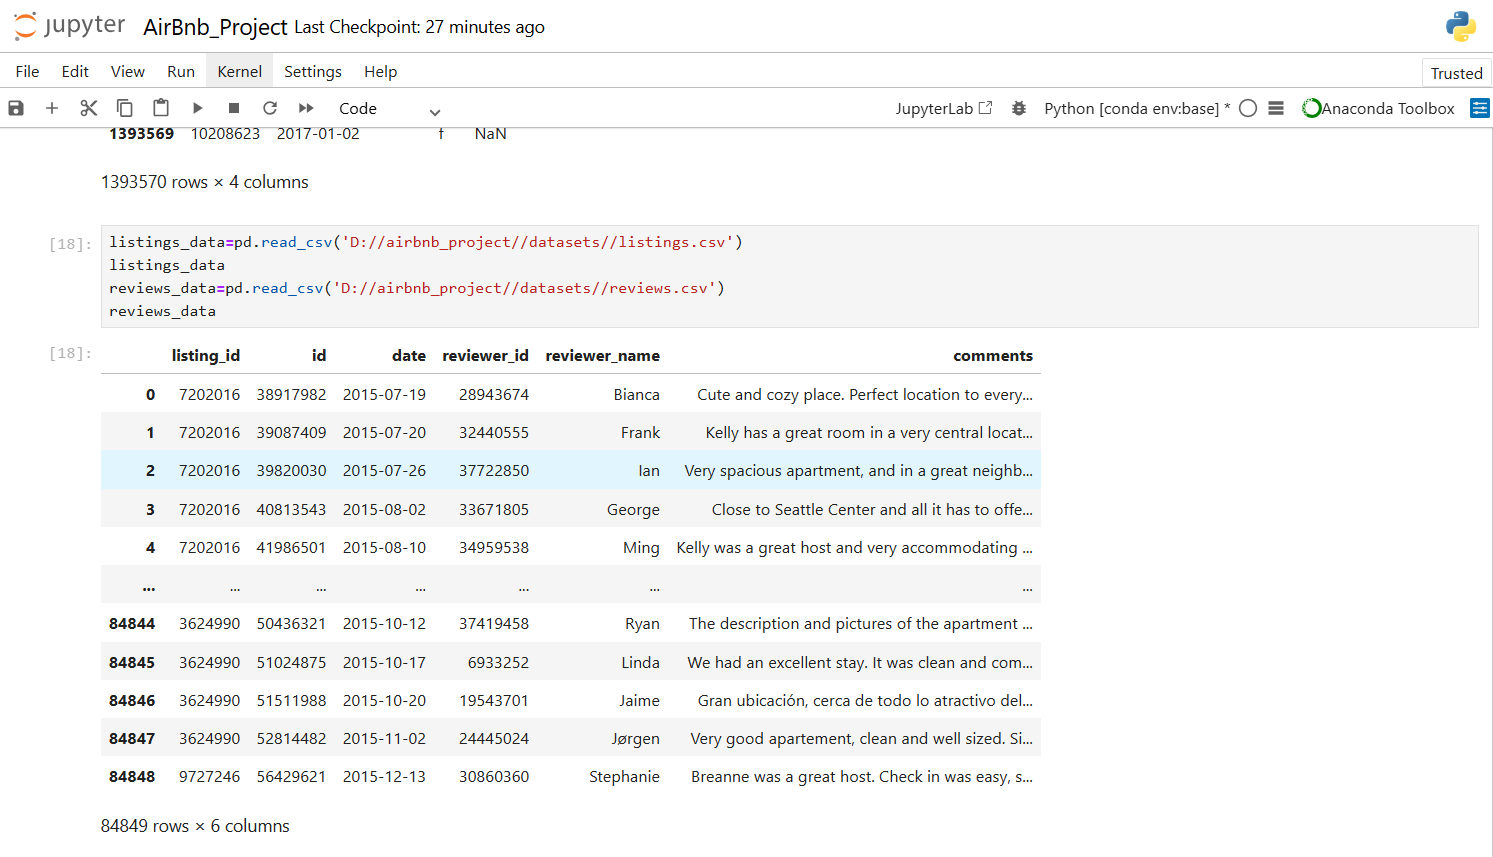 jupyter AirBnb_Project Last Checkpoint: 27 minutes ago
File Edit View Run Kernel Settings Help Trusted
Code JupyterLab Python [conda env:base] * Anaconda Toolbox
1393569 10208623 2017-01-02 f NaN
1393570 rows × 4 columns
[18]: listings_data=pd.read_csv('D://airbnb_project//datasets//listings.csv')
listings_data
reviews_data=pd.read_csv('D://airbnb_project//datasets//reviews.csv')
reviews_data
[18]: listing_id id date reviewer_id reviewer_name comments
0 7202016 38917982 2015-07-19 28943674 Bianca Cute and cozy place. Perfect location to every...
1 7202016 39087409 2015-07-20 32440555 Frank Kelly has a great room in a very central locat...
2 7202016 39820030 2015-07-26 37722850 Ian Very spacious apartment, and in a great neighb...
3 7202016 40813543 2015-08-02 33671805 George Close to Seattle Center and all it has to offe...
4 7202016 41986501 2015-08-10 34959538 Ming Kelly was a great host and very accommodating ...
... ... ... ... ... ... ...
84844 3624990 50436321 2015-10-12 37419458 Ryan The description and pictures of the apartment ...
84845 3624990 51024875 2015-10-17 6933252 Linda We had an excellent stay. It was clean and com...
84846 3624990 51511988 2015-10-20 19543701 Jaime Gran ubicación, cerca de todo lo atractivo del...
84847 3624990 52814482 2015-11-02 24445024 Jørgen Very good apartement, clean and well sized. Si...
84848 9727246 56429621 2015-12-13 30860360 Stephanie Breanne was a great host. Check in was easy, s...
84849 rows × 6 columns